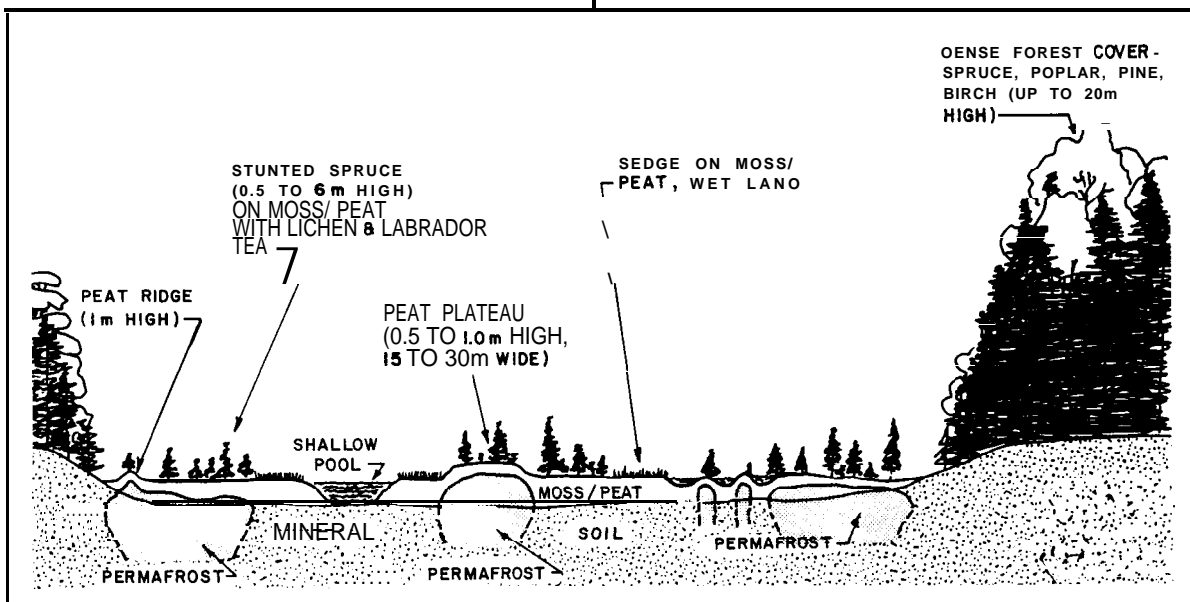 OENSE FOREST COVER-
SPRUCE, POPLAR, PINE,
BIRCH (UP TO 20m
HIGH)
STUNTED SPRUCE
(0.5 TO 6m HIGH)
ON MOSS/ PEAT
WITH LICHEN & LABRADOR
TEA
SEDGE ON MOSS/
PEAT, WET LANO
PEAT RIDGE
(1m HIGH)
PEAT PLATEAU
(0.5 TO 1.0m HIGH,
15 TO 30m WIDE)
SHALLOW
POOL
MOSS/PEAT
MINERAL SOIL
PERMAFROST
PERMAFROST
PERMAFROST